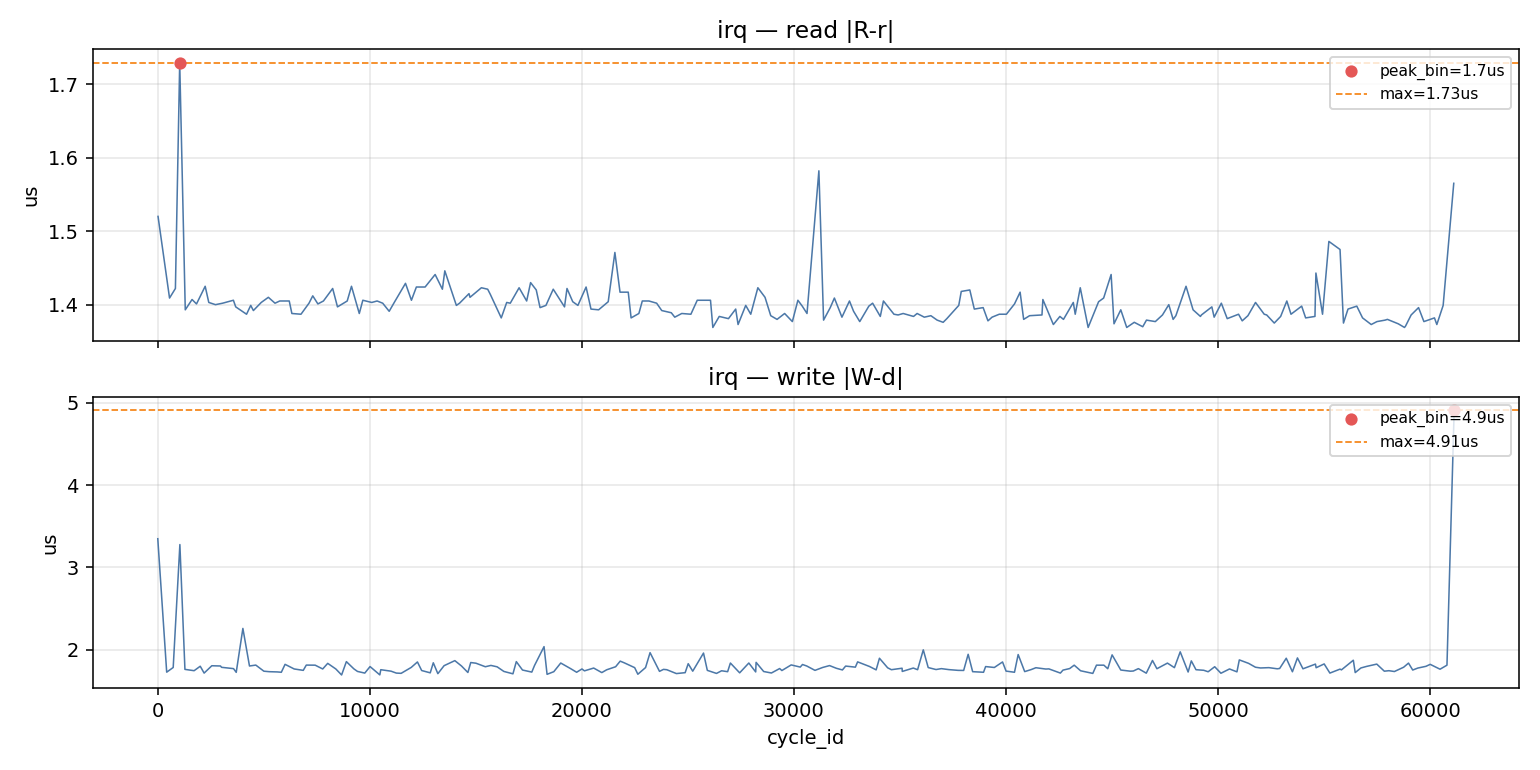 irq — read |R-r|
us
1.7
1.6
1.5
1.4
peak_bin=1.7us
max=1.73us
irq — write |W-d|
us
5
4
3
2
peak_bin=4.9us
max=4.91us
0
10000
20000
30000
40000
50000
60000
cycle_id